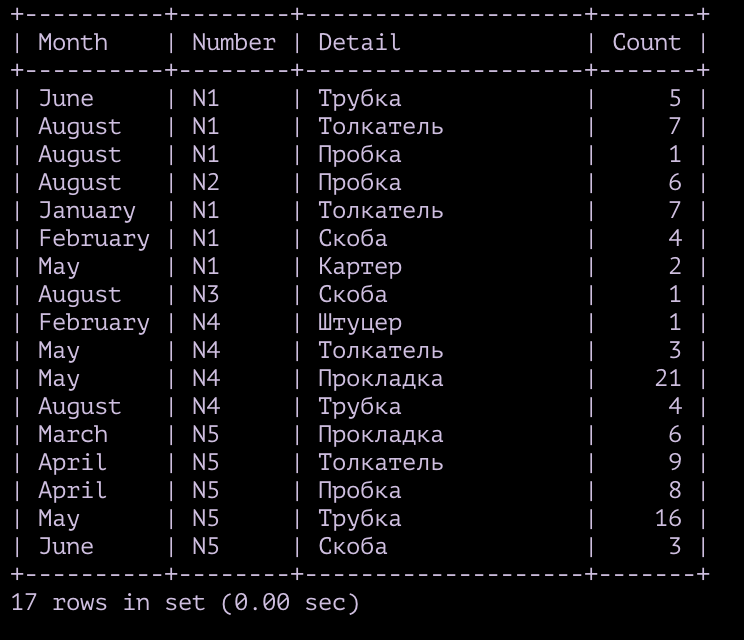 +----------+--------+--------------------+-------+
| Month    | Number | Detail             | Count |
+----------+--------+--------------------+-------+
| June     | N1     | Трубка             |     5 |
| August   | N1     | Толкатель          |     7 |
| August   | N1     | Пробка             |     1 |
| August   | N2     | Пробка             |     6 |
| January  | N1     | Толкатель          |     7 |
| February | N1     | Скоба              |     4 |
| May      | N1     | Картер             |     2 |
| August   | N3     | Скоба              |     1 |
| February | N4     | Штуцер             |     1 |
| May      | N4     | Толкатель          |     3 |
| May      | N4     | Прокладка          |    21 |
| August   | N4     | Трубка             |     4 |
| March    | N5     | Прокладка          |     6 |
| April    | N5     | Толкатель          |     9 |
| April    | N5     | Пробка             |     8 |
| May      | N5     | Трубка             |    16 |
| June     | N5     | Скоба              |     3 |
+----------+--------+--------------------+-------+
17 rows in set (0.00 sec)